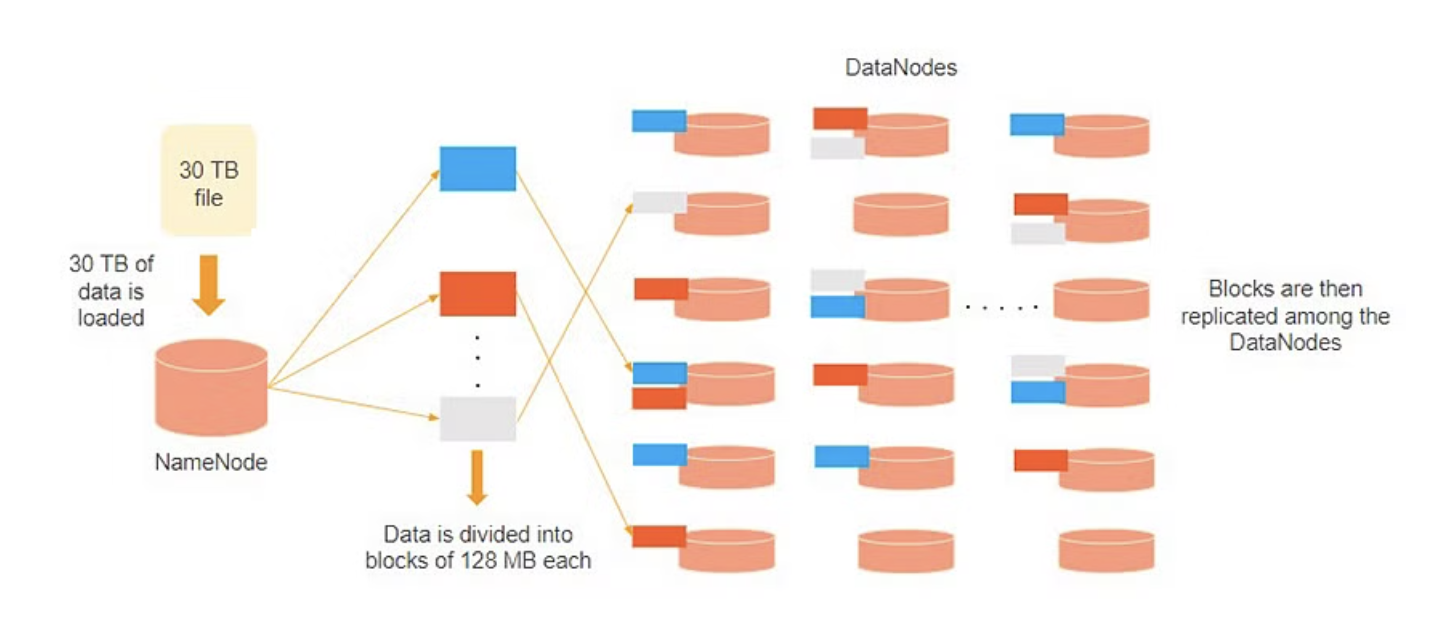 DataNodes
30 TB
file
30 TB of
data is
loaded
NameNode
Data is divided into
blocks of 128 MB each
Blocks are then
replicated among the
DataNodes